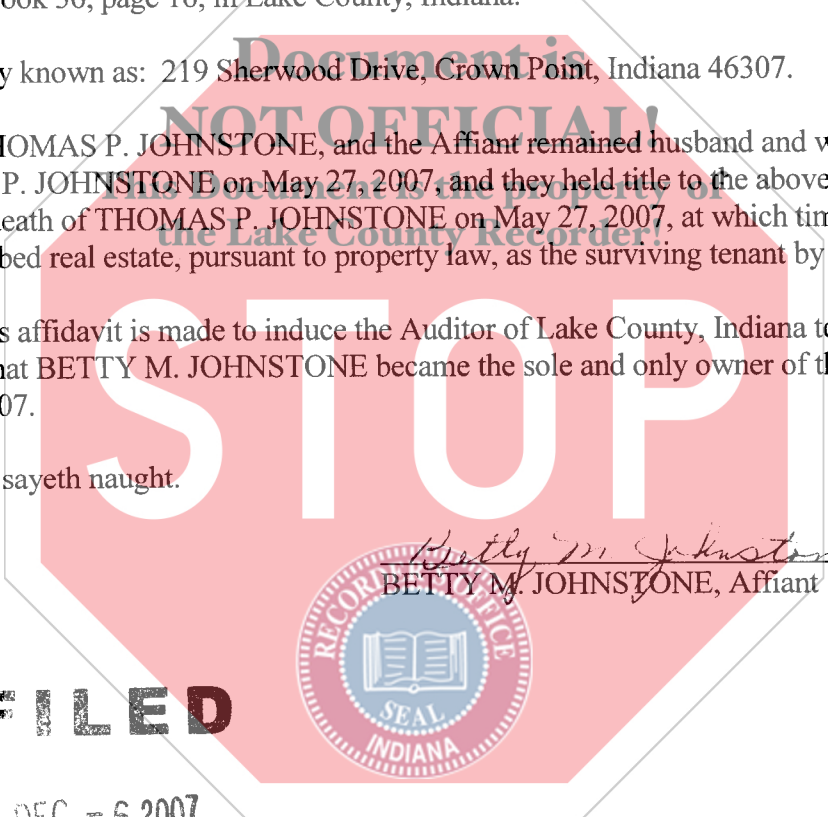 ook 50, page 16, in Lake County, Indiana.
Document is
y known as: 219 Sherwood Drive, Crown Point, Indiana 46307.
NOT OFFICIAL!
HOMAS P. JOHNSTONE, and the Affiant remained husband and w
This Document is the property of
P. JOHNSTONE on May 27, 2007, and they held title to the above
the Lake County Recorder!
eath of THOMAS P. JOHNSTONE on May 27, 2007, at which tim
bed real estate, pursuant to property law, as the surviving tenant by
STOP
s affidavit is made to induce the Auditor of Lake County, Indiana to
hat BETTY M. JOHNSTONE became the sole and only owner of th
07.
sayeth naught.
Betty M. Johnston
BETTY M. JOHNSTONE, Affiant
RECORDER'S OFFICE
SEAL
INDIANA
FILED
DEC - 6 2007